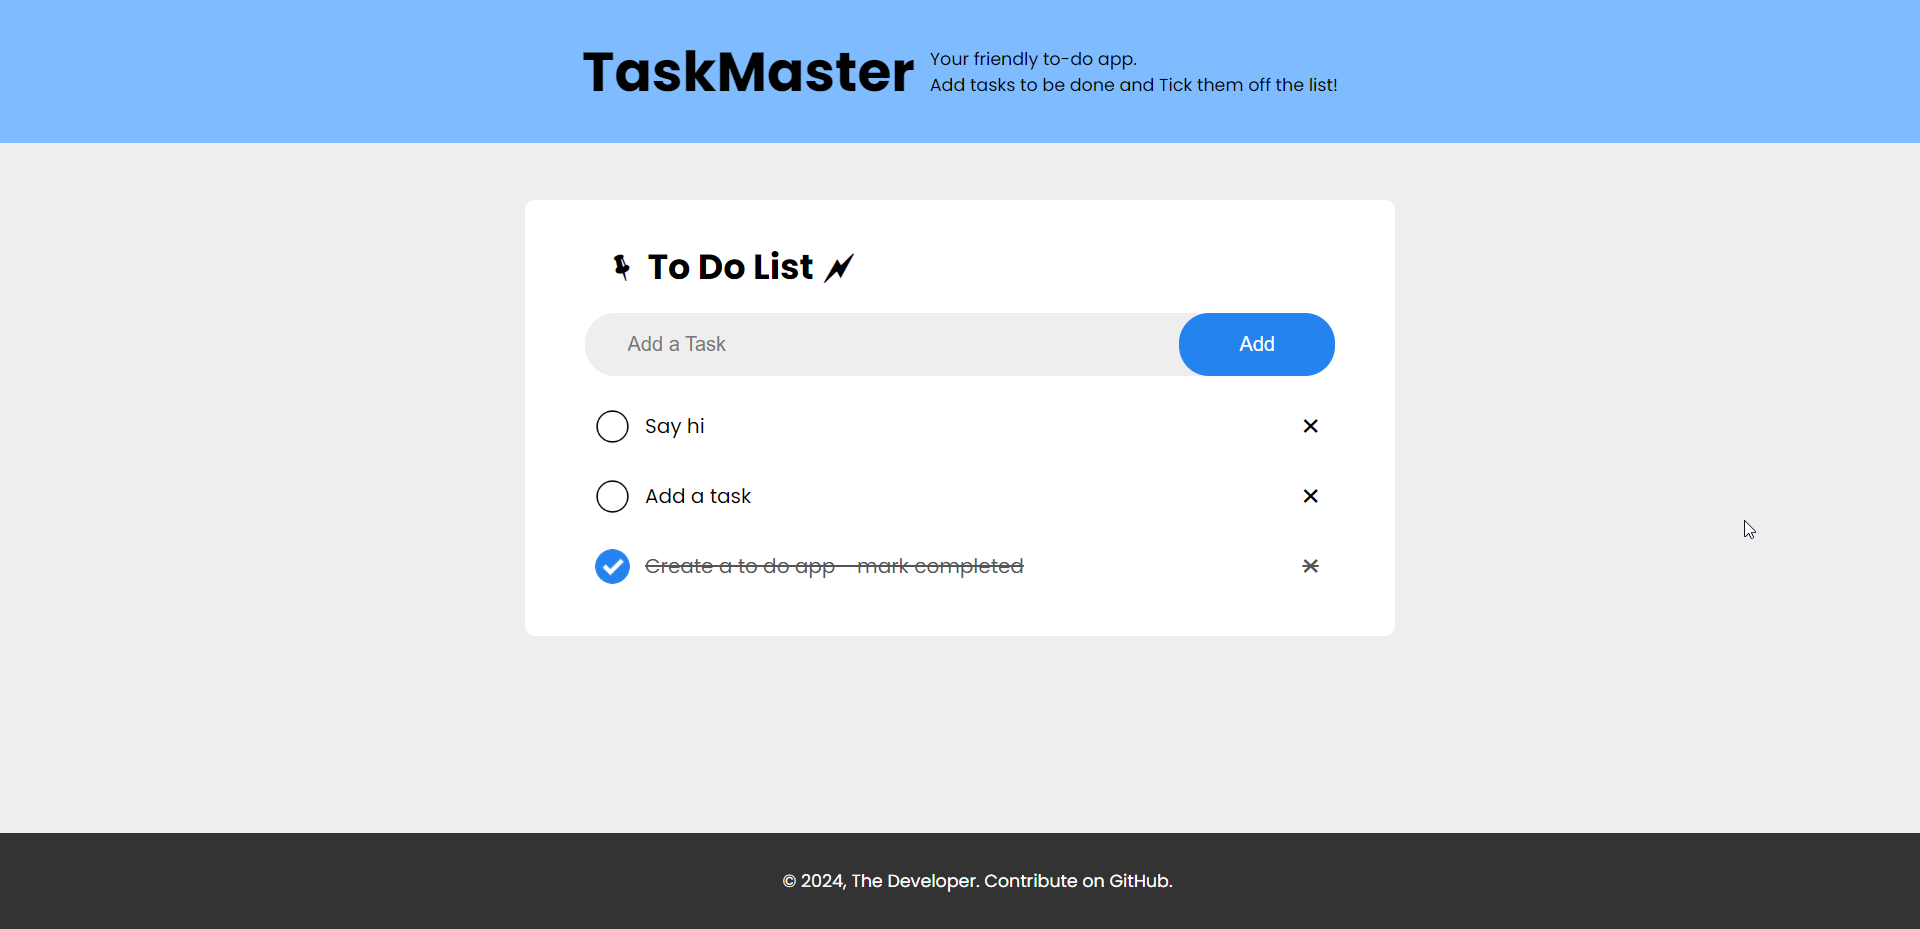 TaskMaster
Your friendly to-do app.
Add tasks to be done and Tick them off the list!
To Do List
Add a Task
Add
Say hi
Add a task
Create a to do app - mark completed
© 2024, The Developer. Contribute on GitHub.